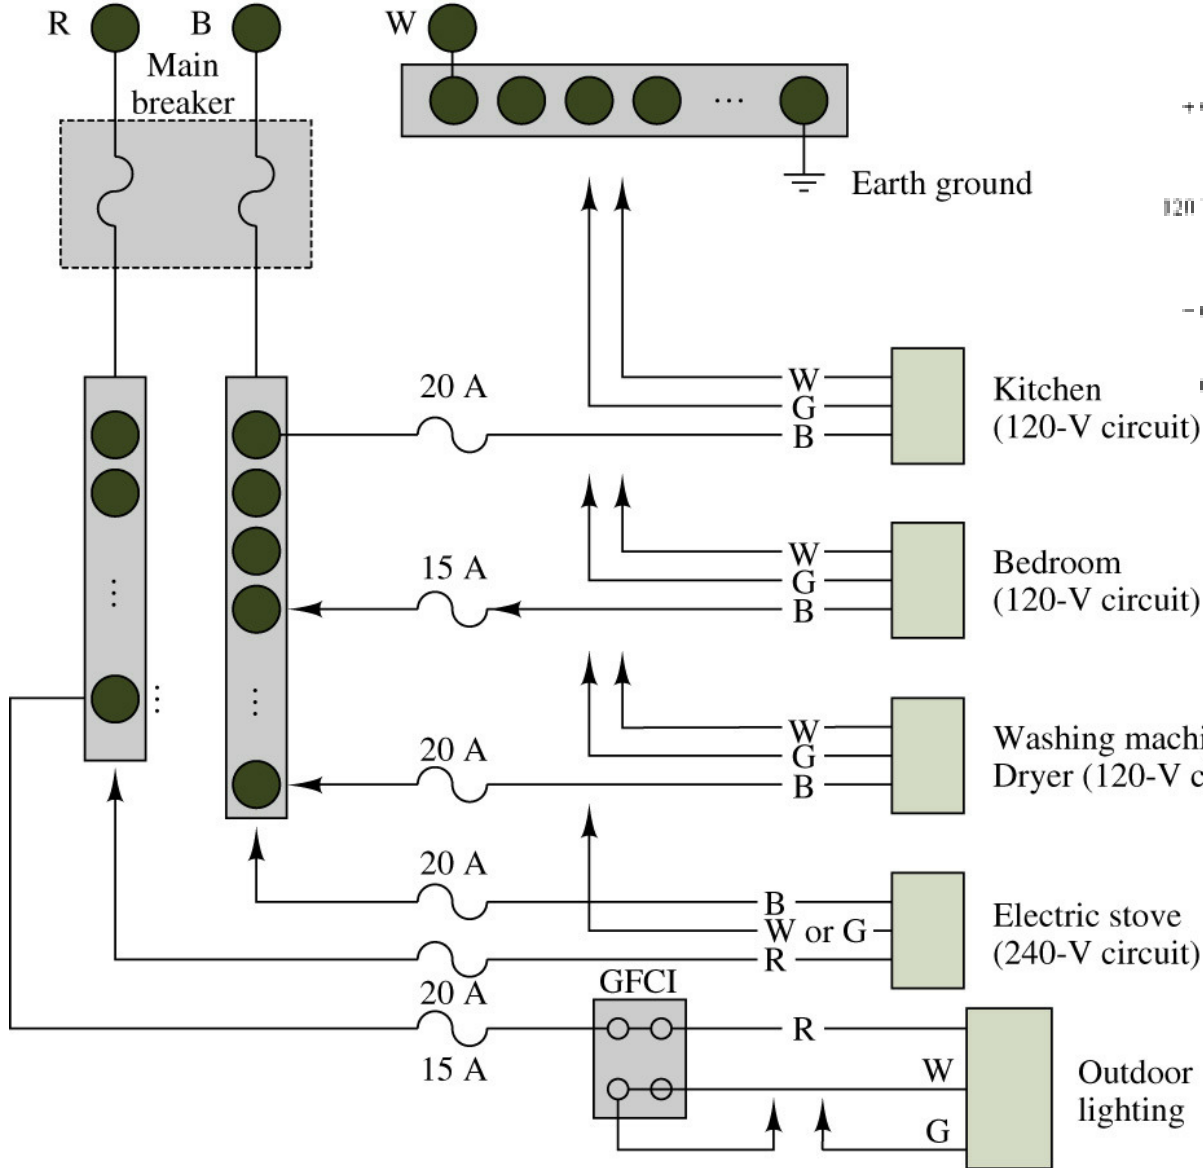 R
B
W
Main
breaker
...
Earth ground
120
20 A
W
G
B
Kitchen
(120-V circuit)
15 A
W
G
B
Bedroom
(120-V circuit)
20 A
W
G
B
Washing
Dryer (120-V
20 A
B
W or G
R
Electric stove
(240-V circuit)
20 A
GFCI
15 A
R
W
G
Outdoor
lighting